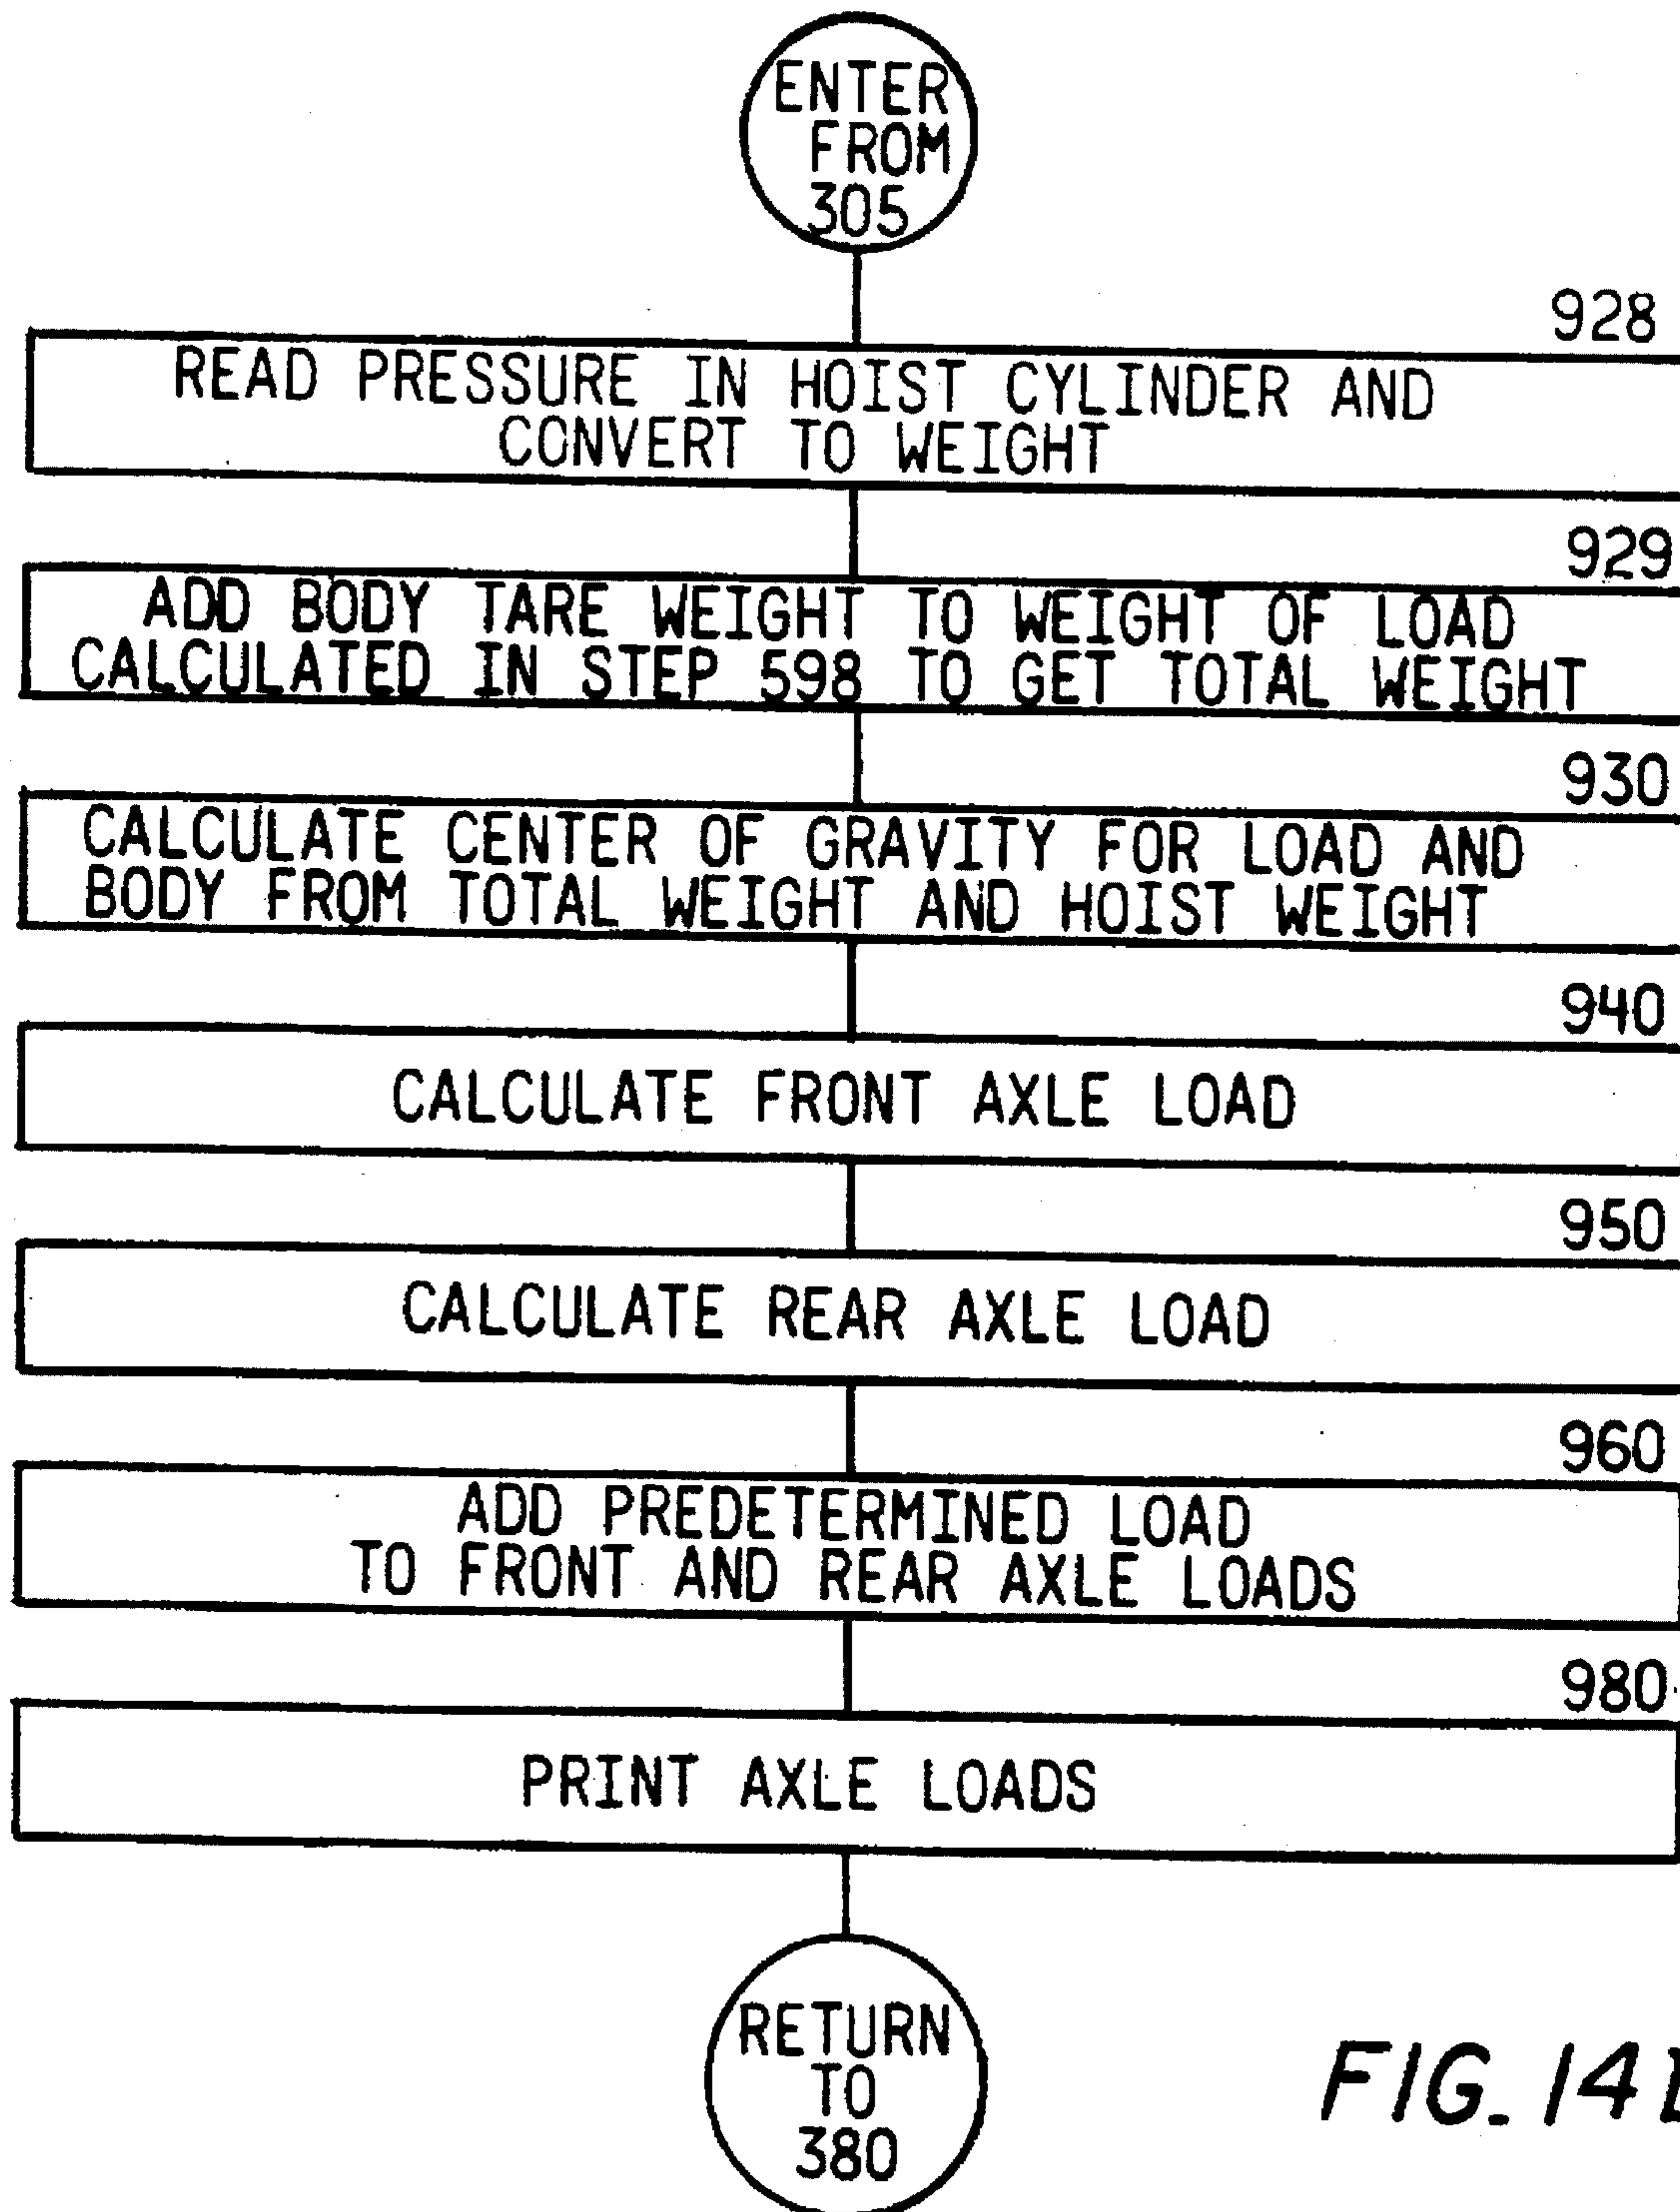 ENTER
FROM
305
928
READ PRESSURE IN HOIST CYLINDER AND
CONVERT TO WEIGHT
929
ADD BODY TARE WEIGHT TO WEIGHT OF LOAD
CALCULATED IN STEP 598 TO GET TOTAL WEIGHT
930
CALCULATE CENTER OF GRAVITY FOR LOAD AND
BODY FROM TOTAL WEIGHT AND HOIST WEIGHT
940
CALCULATE FRONT AXLE LOAD
950
CALCULATE REAR AXLE LOAD
960
ADD PREDETERMINED LOAD
TO FRONT AND REAR AXLE LOADS
980
PRINT AXLE LOADS
RETURN
TO
380
FIG. 14